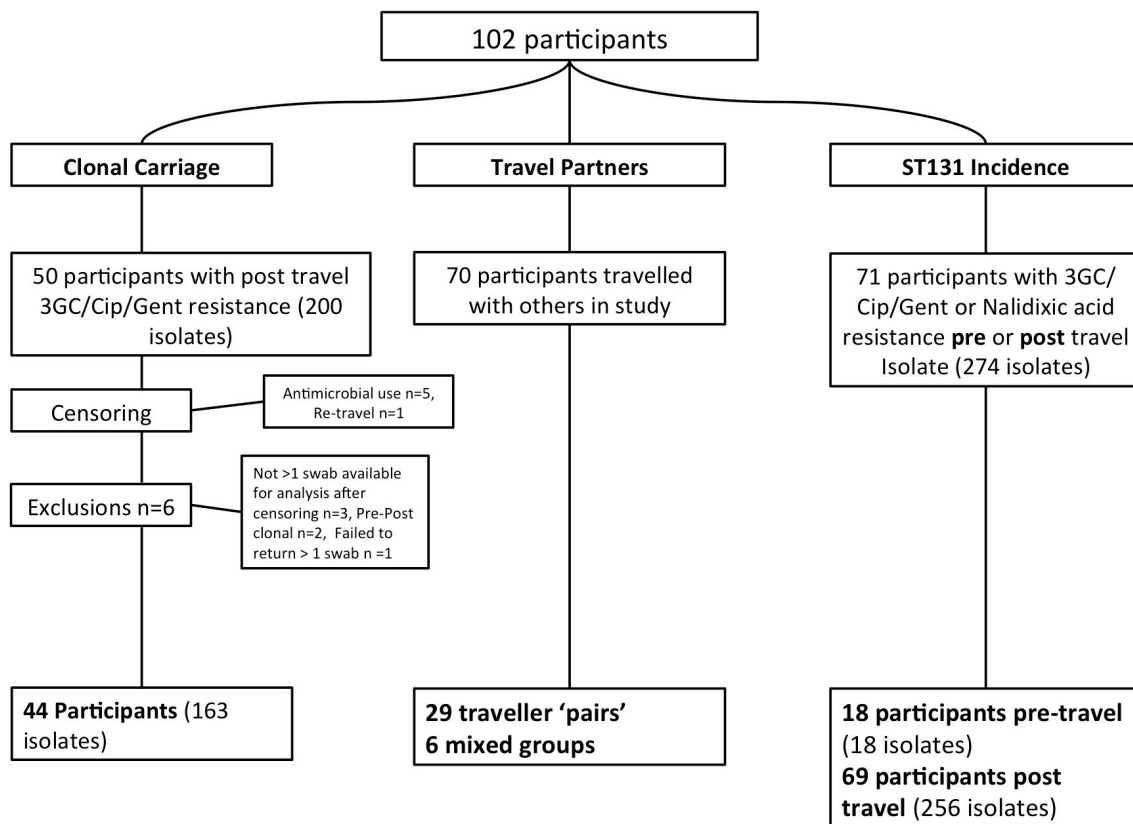 102 participants
Clonal Carriage
Travel Partners
ST131 Incidence
50 participants with post travel
3GC/Cip/Gent resistance (200
isolates)
70 participants travelled
with others in study
71 participants with 3GC/
Cip/Gent or Nalidixic acid
resistance pre or post travel
Isolate (274 isolates)
Censoring
Antimicrobial use n=5,
Re-travel n=1
Exclusions n=6
Not >1 swab available
for analysis after
censoring n=3, Pre-Post
clonal n=2, Failed to
return > 1 swab n =1
44 Participants (163
isolates)
29 traveller ‘pairs’
6 mixed groups
18 participants pre-travel
(18 isolates)
69 participants post
travel (256 isolates)